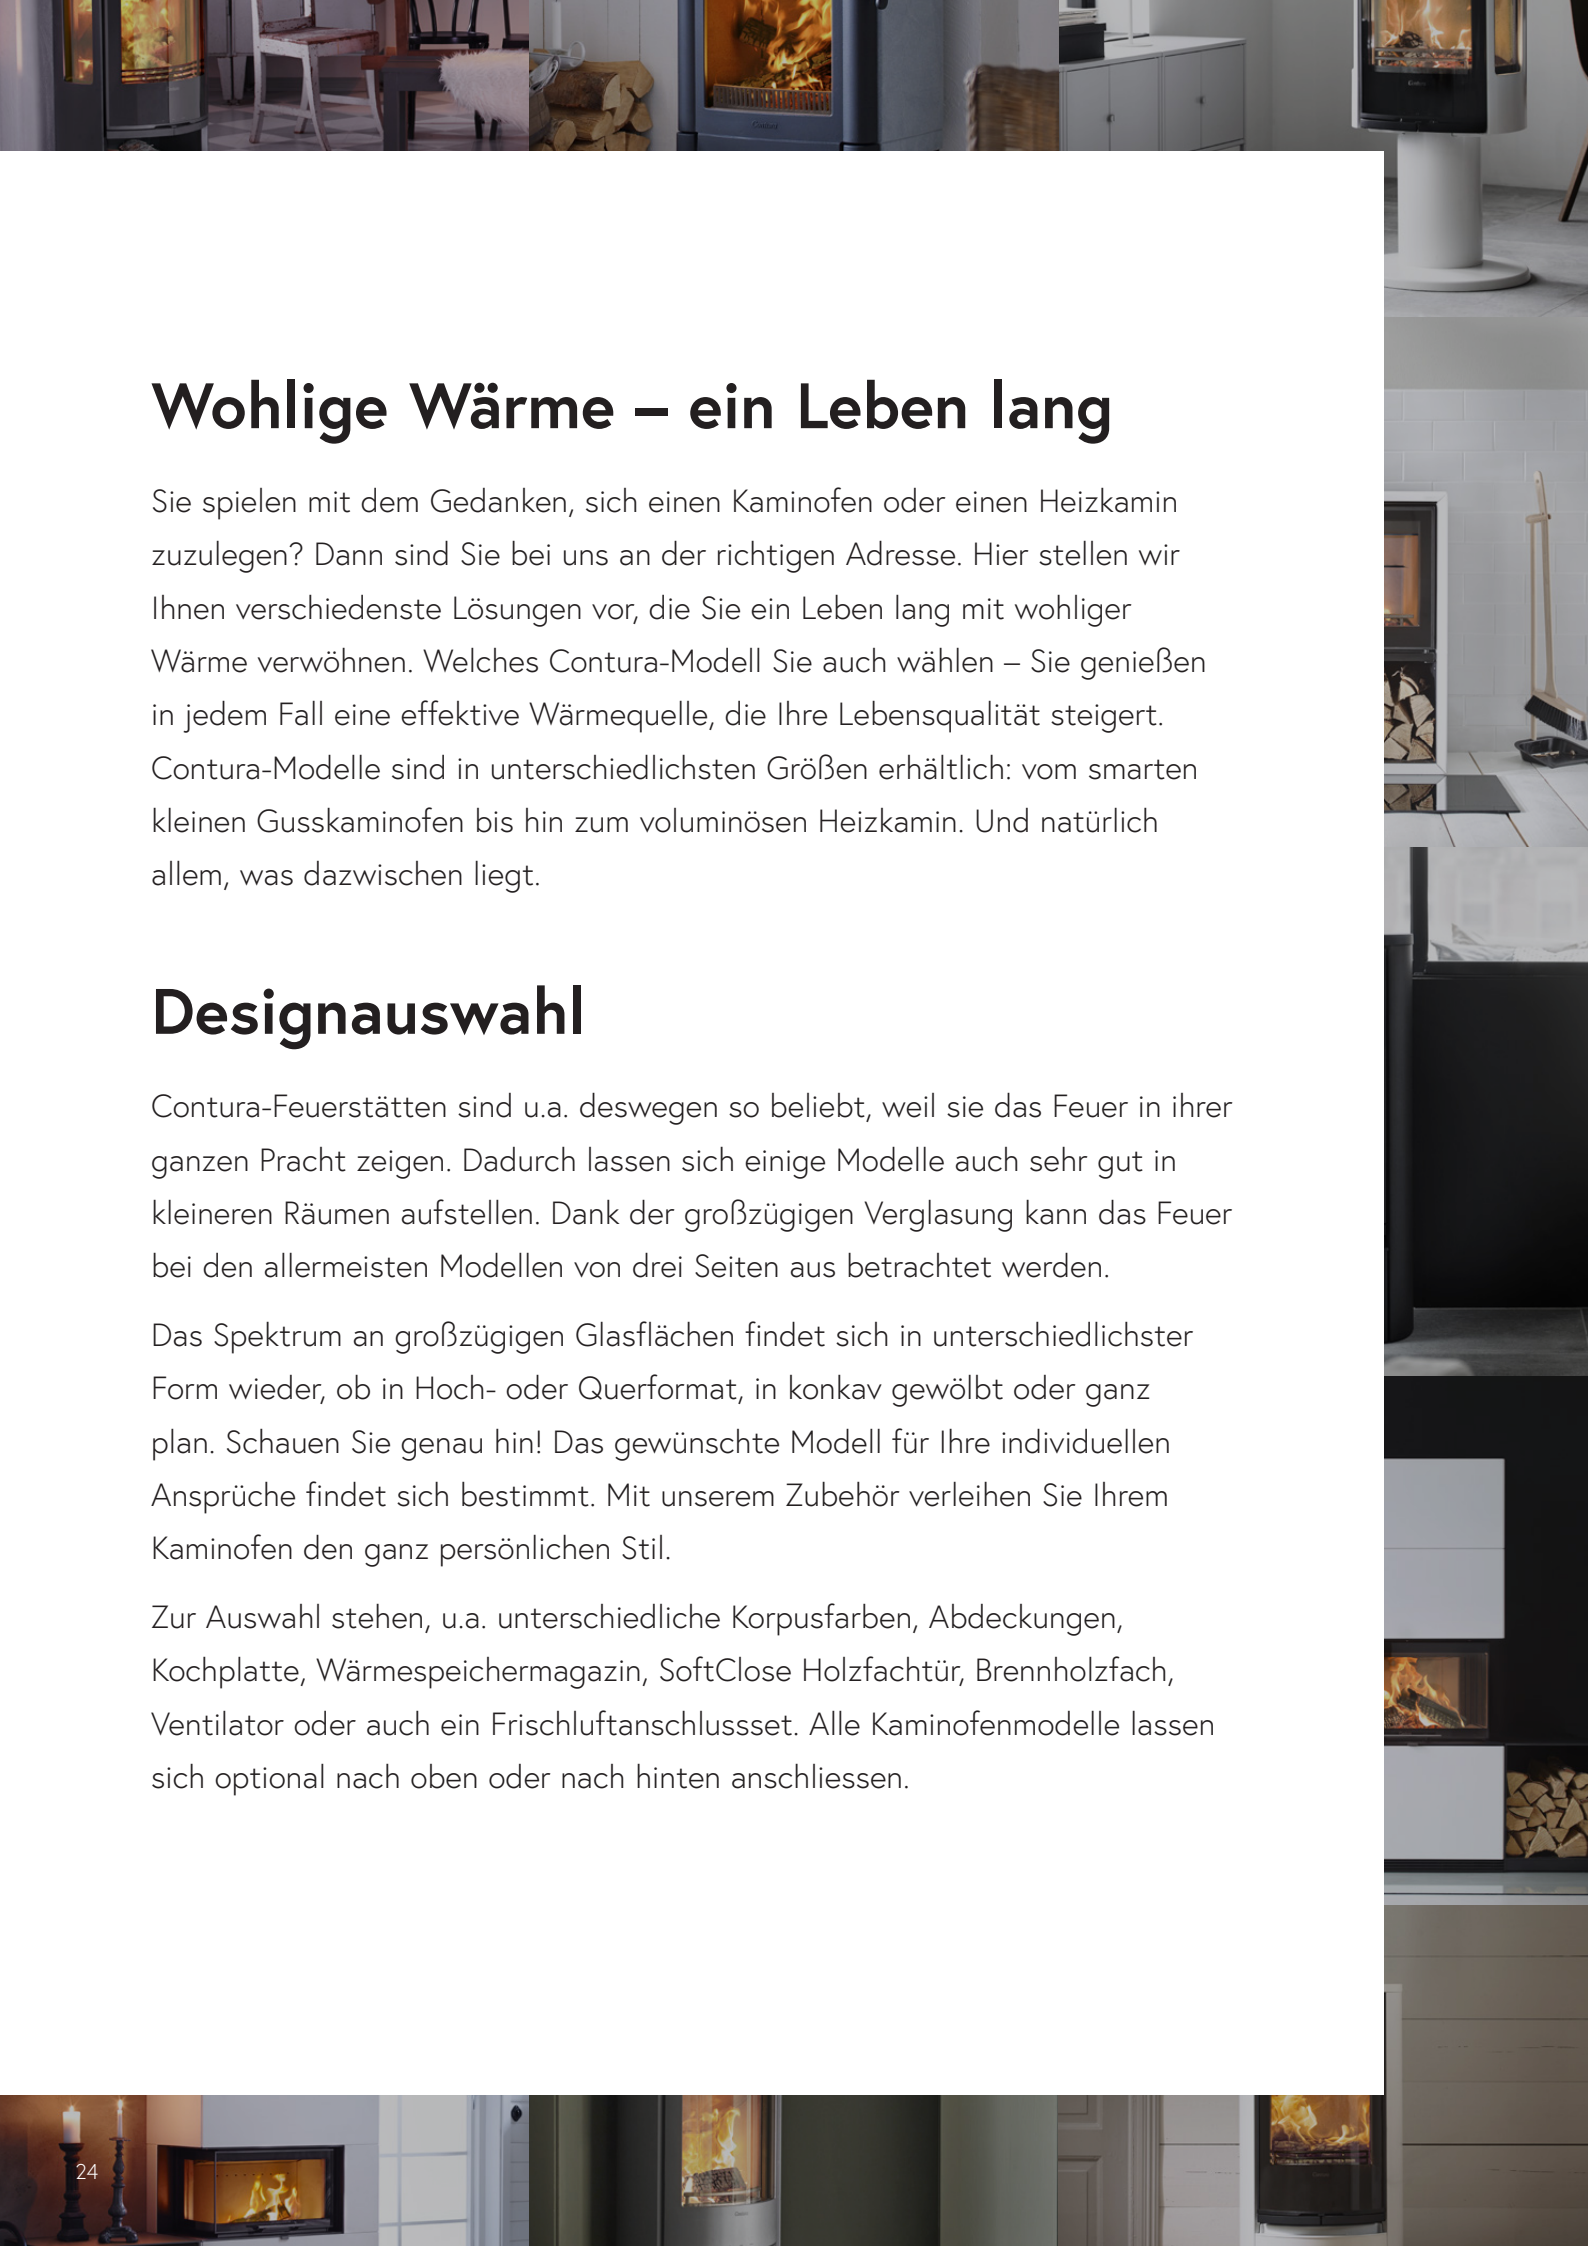 Wohlige Wärme – ein Leben lang
Sie spielen mit dem Gedanken, sich einen Kaminofen oder einen Heizkamin
zuzulegen? Dann sind Sie bei uns an der richtigen Adresse. Hier stellen wir
Ihnen verschiedenste Lösungen vor, die Sie ein Leben lang mit wohliger
Wärme verwöhnen. Welches Contura-Modell Sie auch wählen – Sie genießen
in jedem Fall eine effektive Wärmequelle, die Ihre Lebensqualität steigert.
Contura-Modelle sind in unterschiedlichsten Größen erhältlich: vom smarten
kleinen Gusskaminofen bis hin zum voluminösen Heizkamin. Und natürlich
allem, was dazwischen liegt.
Designauswahl
Contura-Feuerstätten sind u.a. deswegen so beliebt, weil sie das Feuer in ihrer
ganzen Pracht zeigen. Dadurch lassen sich einige Modelle auch sehr gut in
kleineren Räumen aufstellen. Dank der großzügigen Verglasung kann das Feuer
bei den allermeisten Modellen von drei Seiten aus betrachtet werden.
Das Spektrum an großzügigen Glasflächen findet sich in unterschiedlichster
Form wieder, ob in Hoch- oder Querformat, in konkav gewölbt oder ganz
plan. Schauen Sie genau hin! Das gewünschte Modell für Ihre individuellen
Ansprüche findet sich bestimmt. Mit unserem Zubehör verleihen Sie Ihrem
Kaminofen den ganz persönlichen Stil.
Zur Auswahl stehen, u.a. unterschiedliche Korpusfarben, Abdeckungen,
Kochplatte, Wärmespeichermagazin, SoftClose Holzfachtür, Brennholzfach,
Ventilator oder auch ein Frischluftanschlussset. Alle Kaminofenmodelle lassen
sich optional nach oben oder nach hinten anschliessen.
24